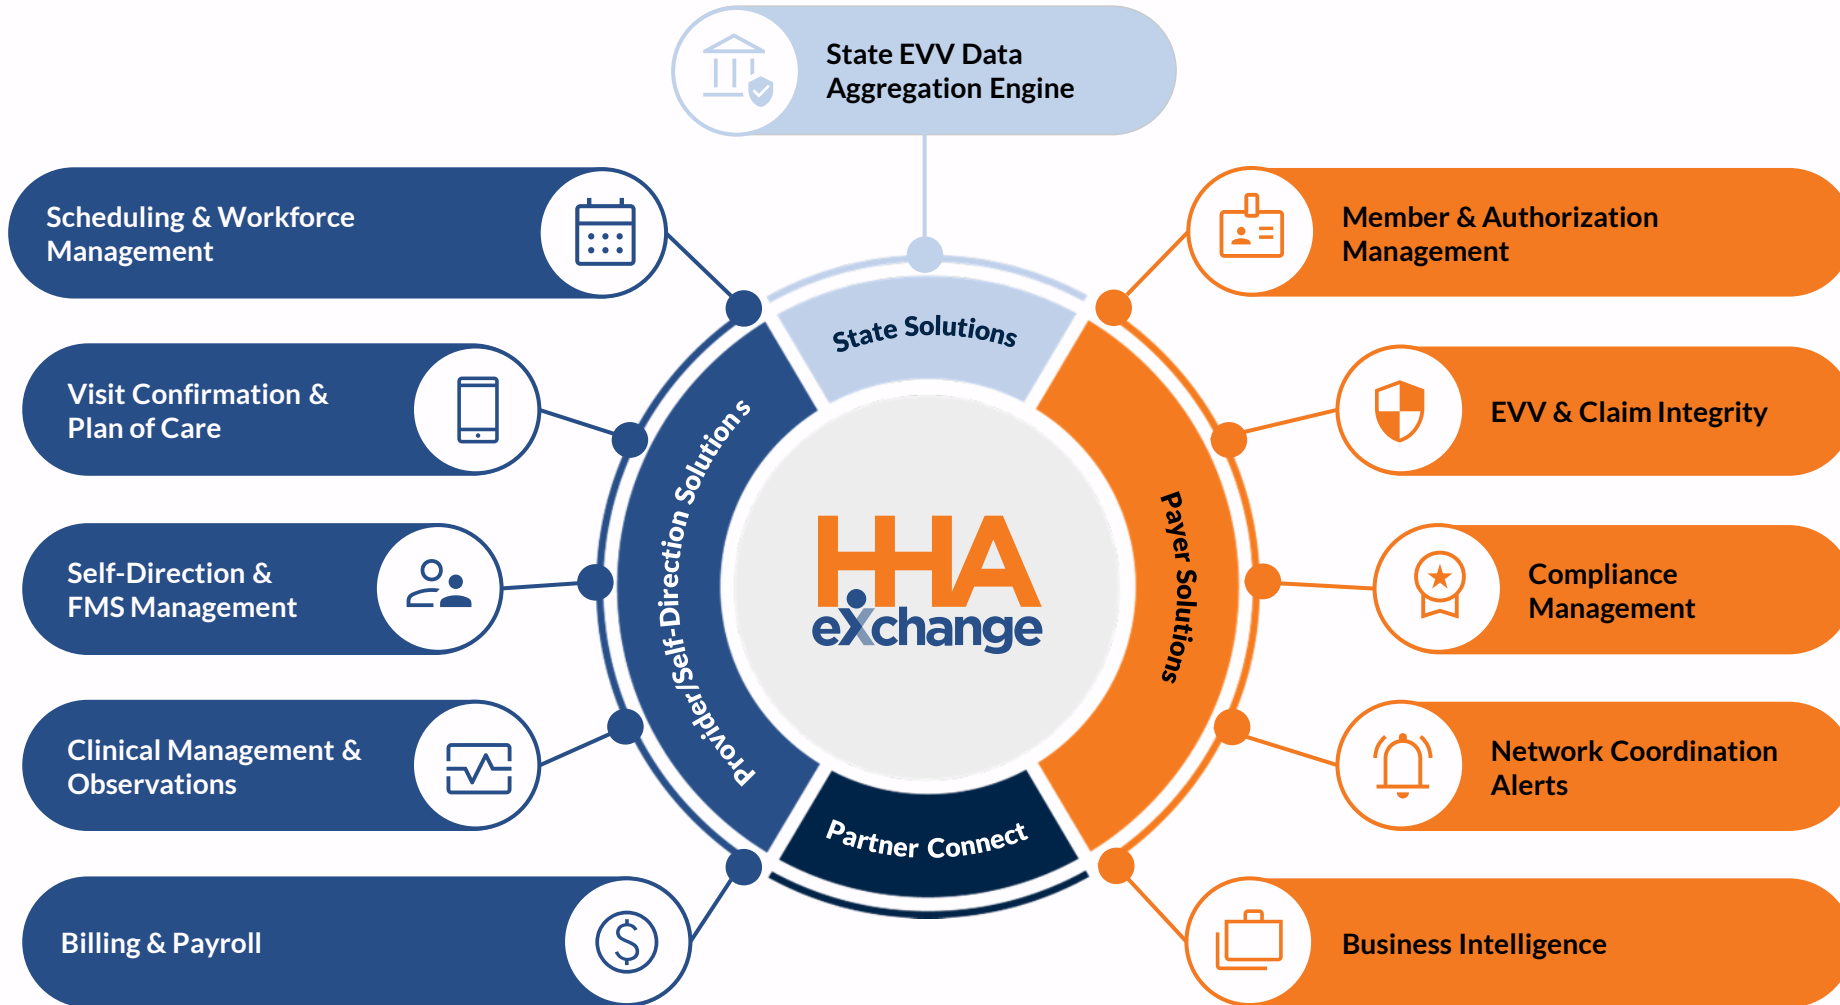 State EVV Data
Aggregation Engine
Scheduling & Workforce
Management
Visit Confirmation &
Plan of Care
Self-Direction &
FMS Management
Clinical Management &
Observations
Billing & Payroll
State Solutions
Provider/Self-Direction Solutions
HHA
eXchange
Payer Solutions
Partner Connect
Member & Authorization
Management
EVV & Claim Integrity
Compliance
Management
Network Coordination
Alerts
Business Intelligence